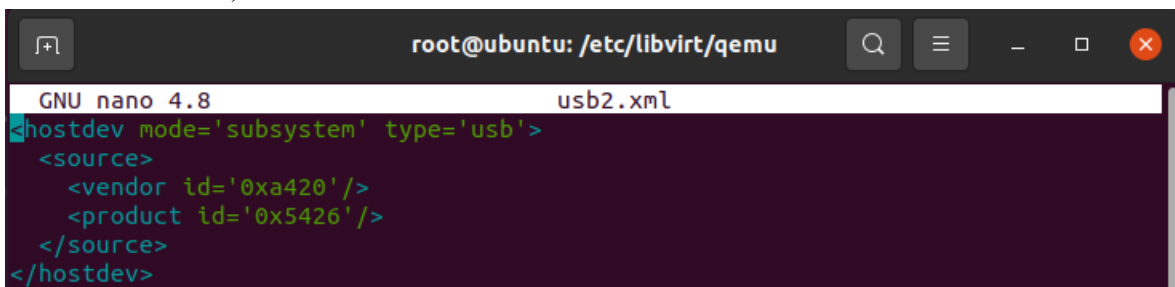 root@ubuntu: /etc/libvirt/qemu
GNU nano 4.8 usb2.xml
<hostdev mode='subsystem' type='usb'>
  <source>
    <vendor id='0xa420'/>
    <product id='0x5426'/>
  </source>
</hostdev>